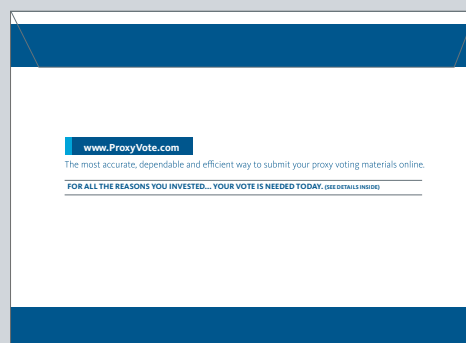 www.ProxyVote.com
The most accurate, dependable and efficient way to submit your proxy voting materials online.
FOR ALL THE REASONS YOU INVESTED... YOUR VOTE IS NEEDED TODAY. (SEE DETAILS INSIDE)